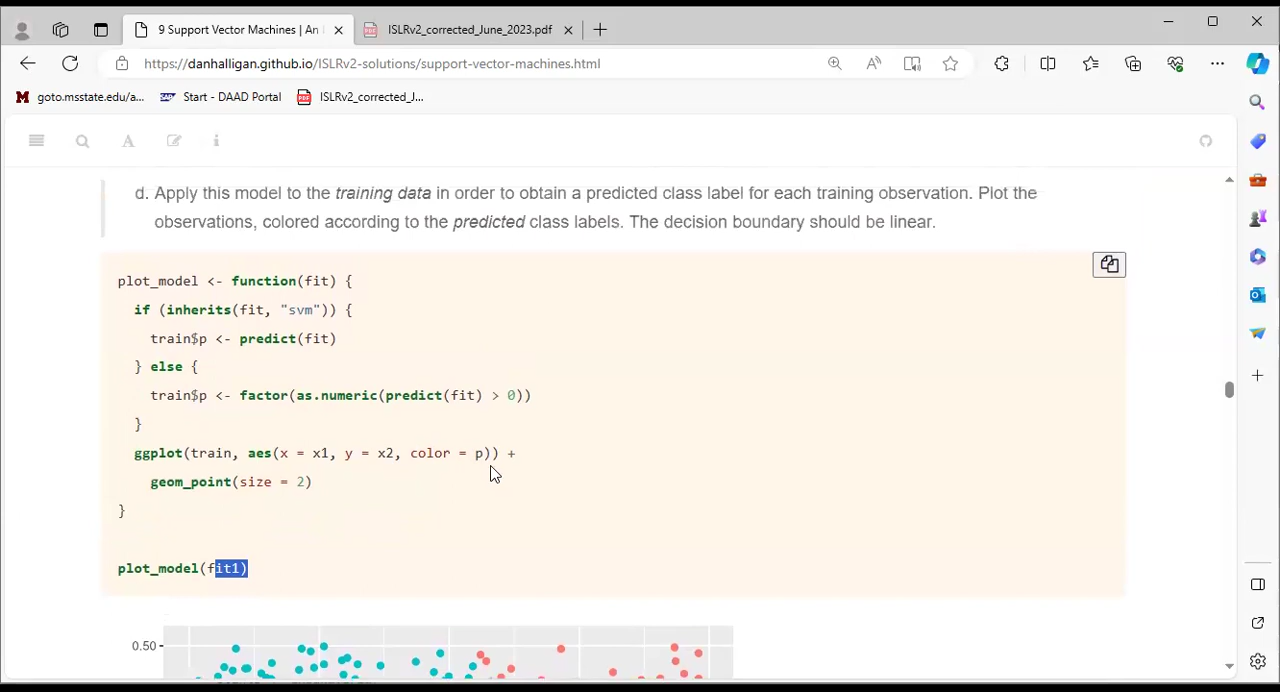 9 Support Vector Machines | An I
ISLRv2_corrected_June_2023.pdf
https://danhalligan.github.io/ISLRv2-solutions/support-vector-machines.html
goto.msstate.edu/a...
Start - DAAD Portal
ISLRv2_corrected_J...
d. Apply this model to the training data in order to obtain a predicted class label for each training observation. Plot the
observations, colored according to the predicted class labels. The decision boundary should be linear.
plot_model <- function(fit) {
if (inherits(fit, "svm")) {
train$p <- predict(fit)
} else {
train$p <- factor(as.numeric(predict(fit) > 0))
}
ggplot(train, aes(x = x1, y = x2, color = p)) +
geom_point(size = 2)
}
plot_model(fit1)
0.50